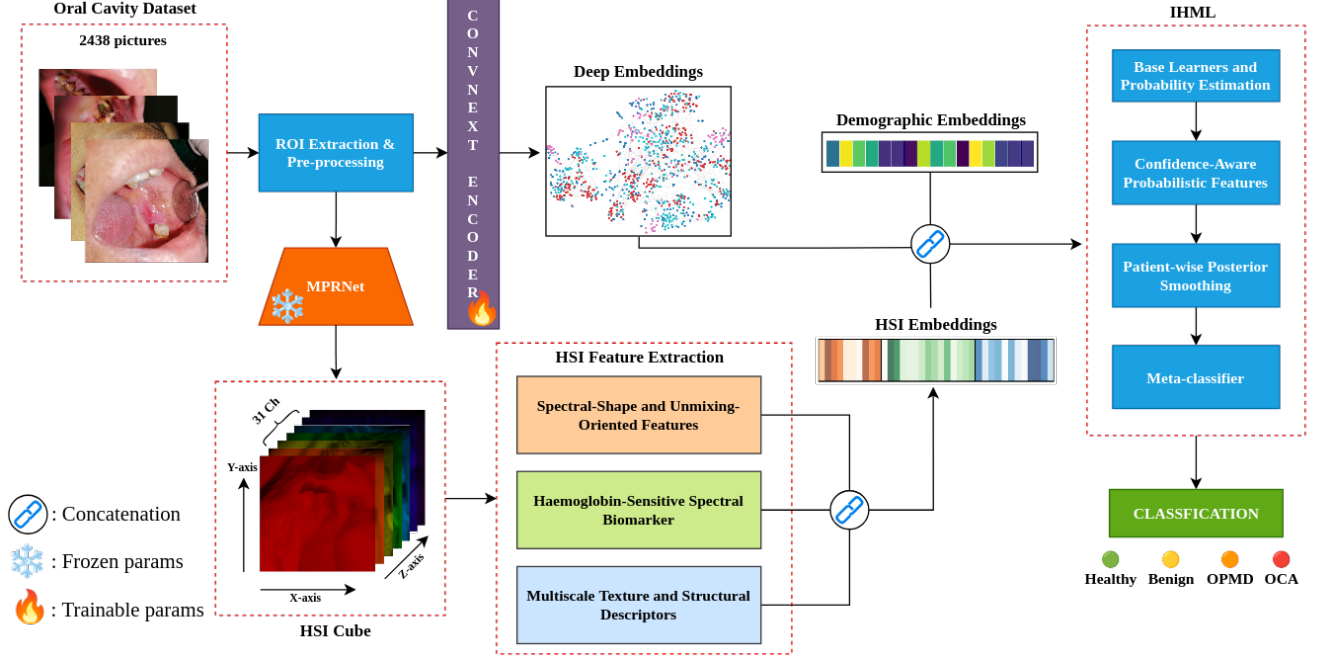 Oral Cavity Dataset
2438 pictures
ROI Extraction &
Pre-processing
MPRNet
CONVNEXT ENCODER
Deep Embeddings
Demographic Embeddings
HSI Embeddings
IHML
Base Learners and
Probability Estimation
Confidence-Aware
Probabilistic Features
Patient-wise Posterior
Smoothing
Meta-classifier
CLASSFICATION
Healthy
Benign
OPMD
OCA
HSI Feature Extraction
Spectral-Shape and Unmixing-
Oriented Features
Haemoglobin-Sensitive Spectral
Biomarker
Multiscale Texture and Structural
Descriptors
31 Ch
Y-axis
X-axis
Z-axis
HSI Cube
: Concatenation
: Frozen params
: Trainable params